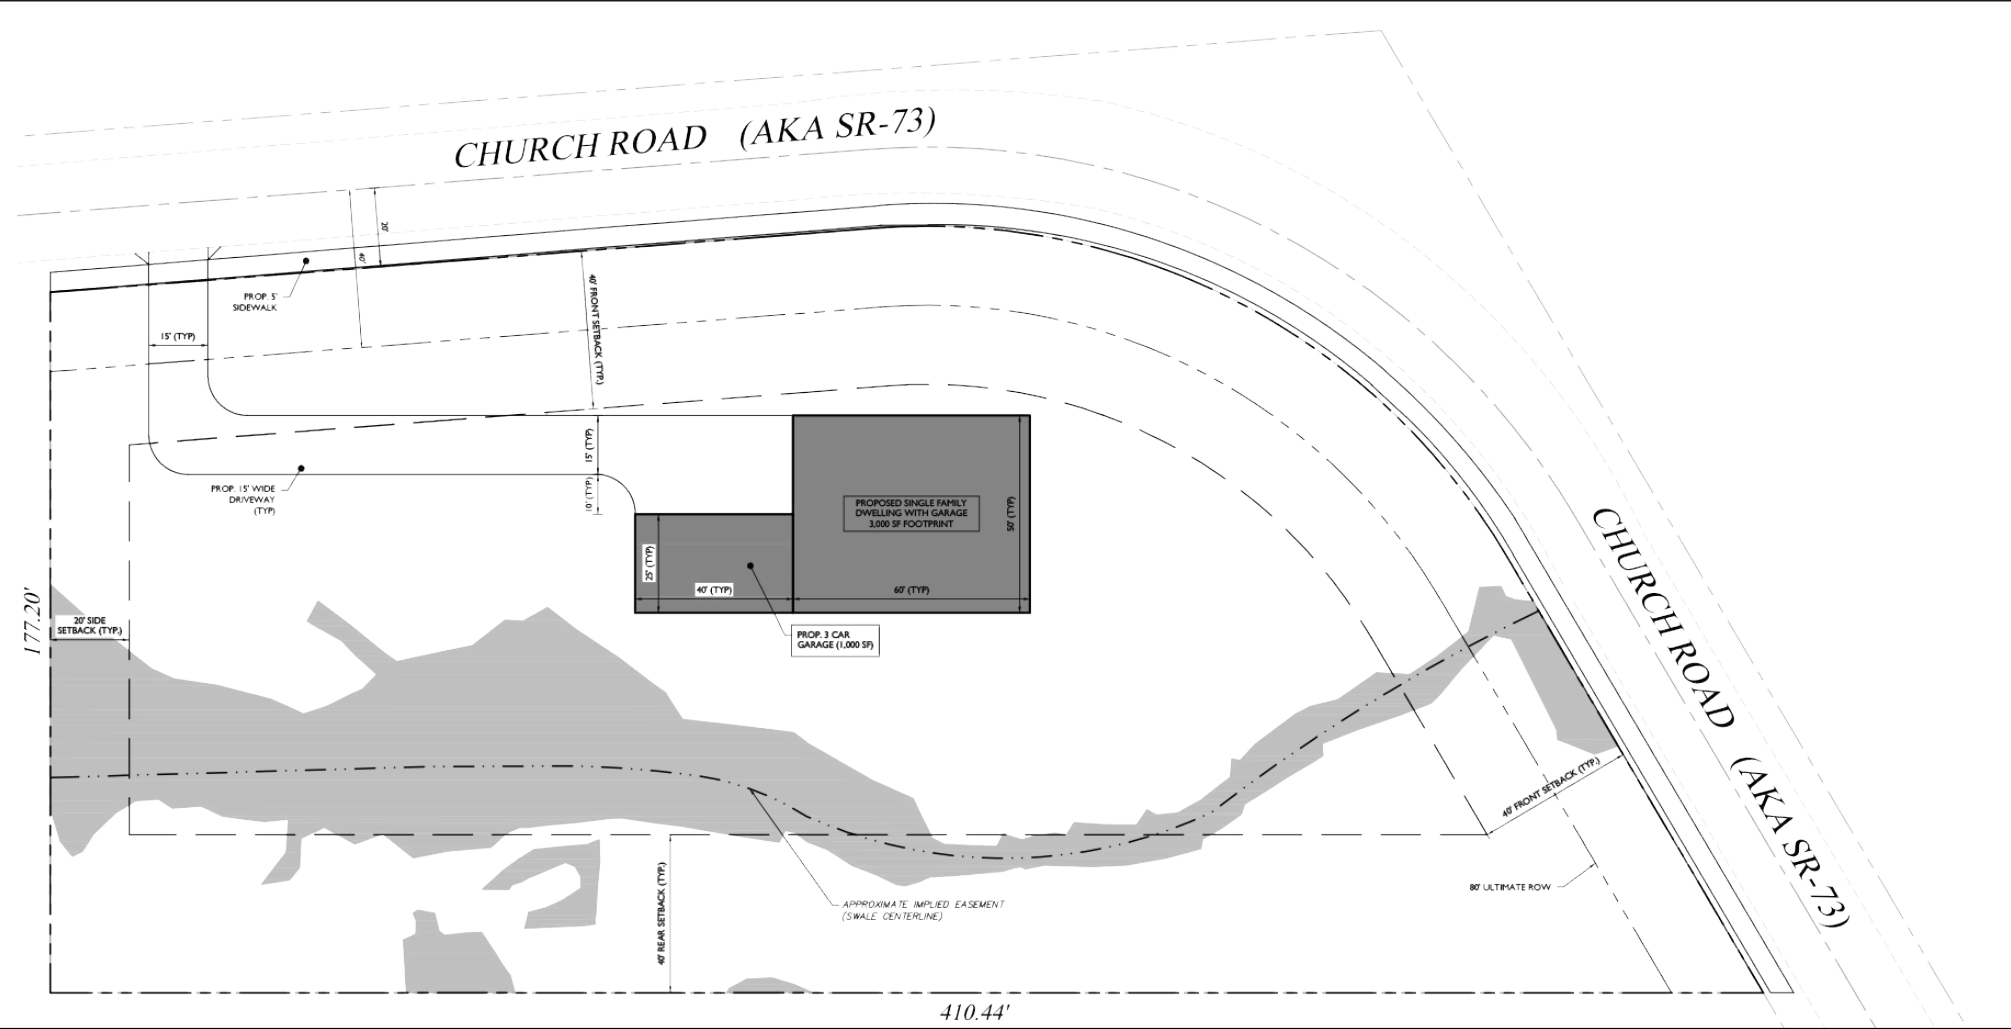 CHURCH ROAD (AKA SR-73)
20'
40'
PROP. 5'
SIDEWALK
15' (TYP)
40' FRONT SETBACK (TYP.)
15' (TYP)
10' (TYP)
PROP. 15' WIDE
DRIVEWAY
(TYP)
PROPOSED SINGLE FAMILY
DWELLING WITH GARAGE
3,000 SF FOOTPRINT
50' (TYP)
25' (TYP)
40' (TYP)
60' (TYP)
PROP. 3 CAR
GARAGE (1,000 SF)
177.20'
20' SIDE
SETBACK (TYP.)
CHURCH ROAD (AKA SR-73)
40' FRONT SETBACK (TYP.)
80' ULTIMATE ROW
APPROXIMATE IMPLIED EASEMENT
(SWALE CENTERLINE)
40' REAR SETBACK (TYP.)
410.44'